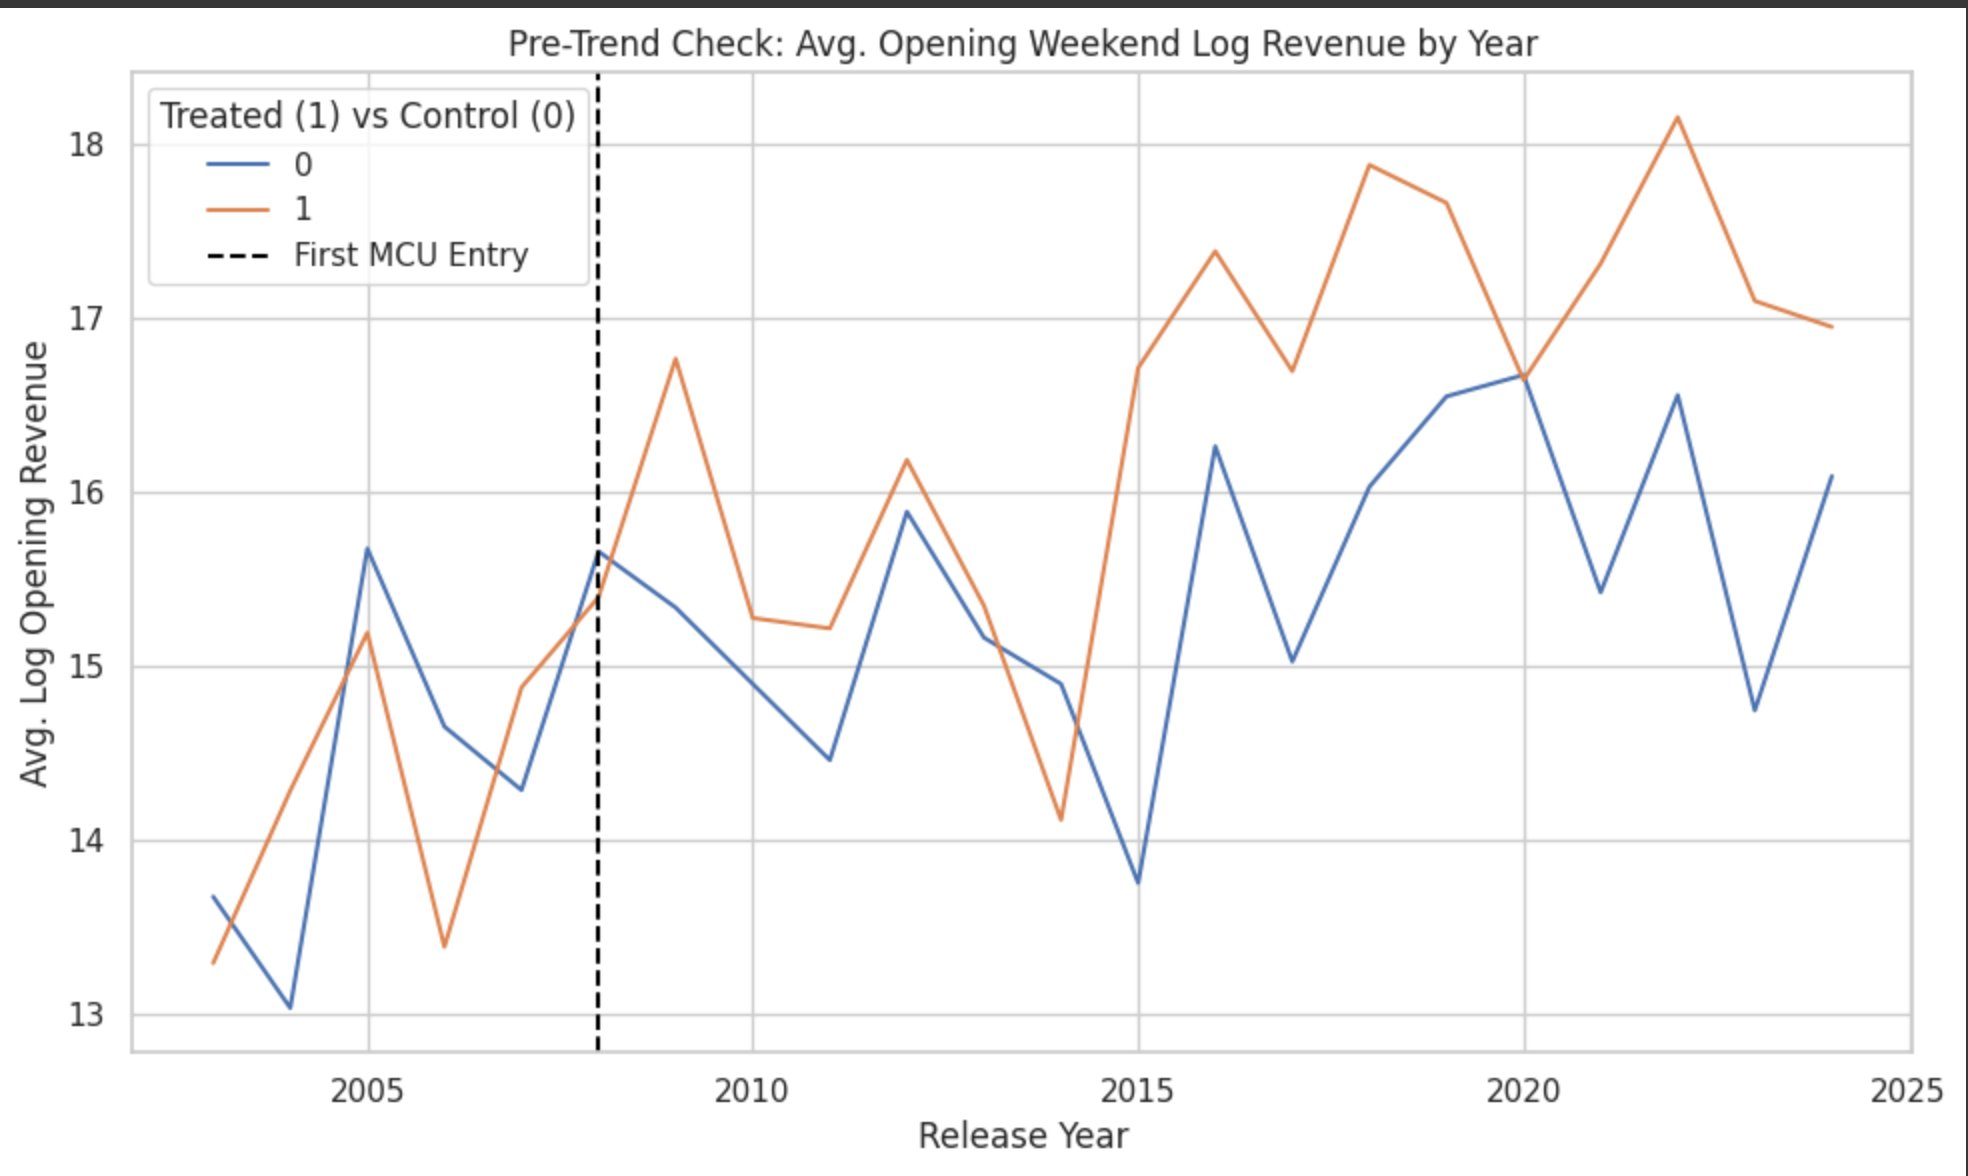 Pre-Trend Check: Avg. Opening Weekend Log Revenue by Year
Treated (1) vs Control (0)
0
1
First MCU Entry
Avg. Log Opening Revenue
18
17
16
15
14
13
2005
2010
2015
2020
2025
Release Year